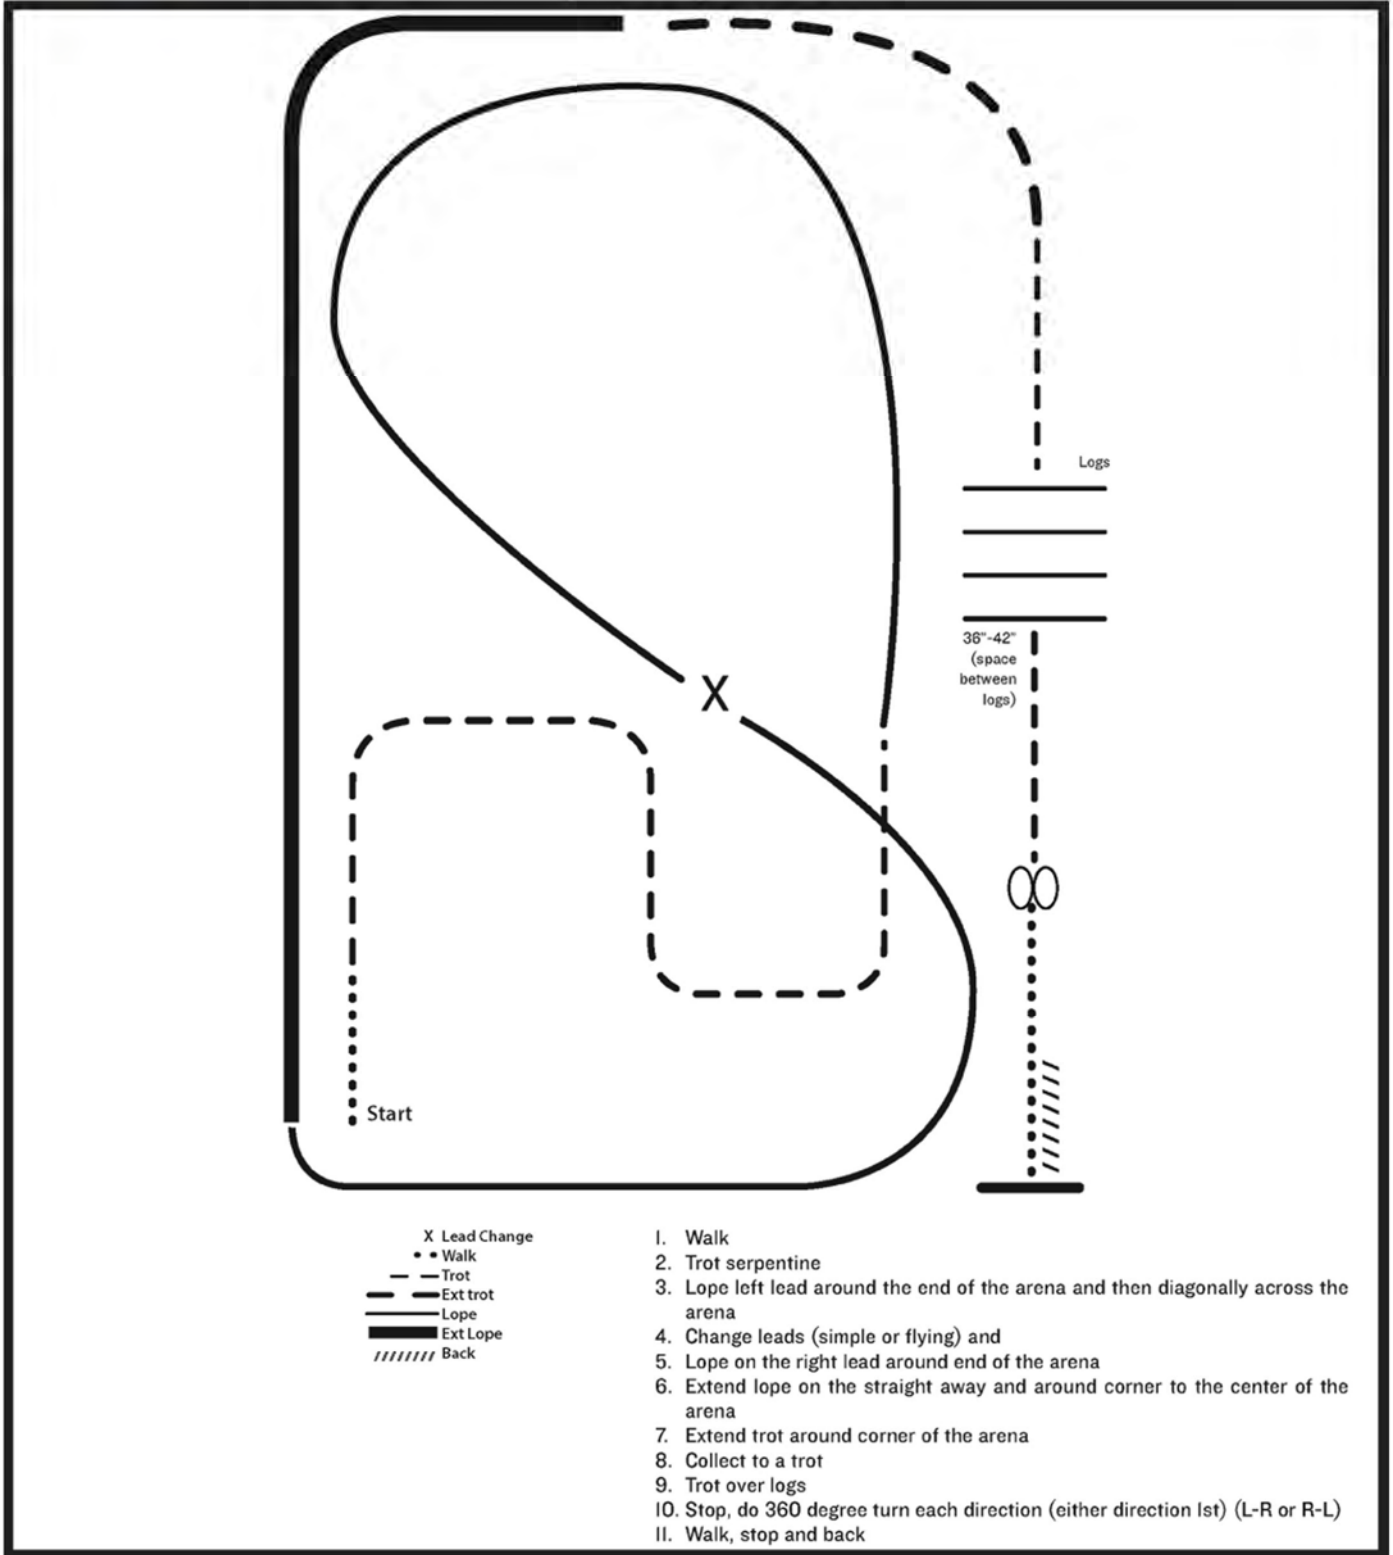 Logs
36"-42"
(space
between
logs)
X
Start
X Lead Change
Walk
Trot
Ext trot
Lope
Ext Lope
Back
1. Walk
2. Trot serpentine
3. Lope left lead around the end of the arena and then diagonally across the
arena
4. Change leads (simple or flying) and
5. Lope on the right lead around end of the arena
6. Extend lope on the straight away and around corner to the center of the
arena
7. Extend trot around corner of the arena
8. Collect to a trot
9. Trot over logs
10. Stop, do 360 degree turn each direction (either direction 1st) (L-R or R-L)
11. Walk, stop and back